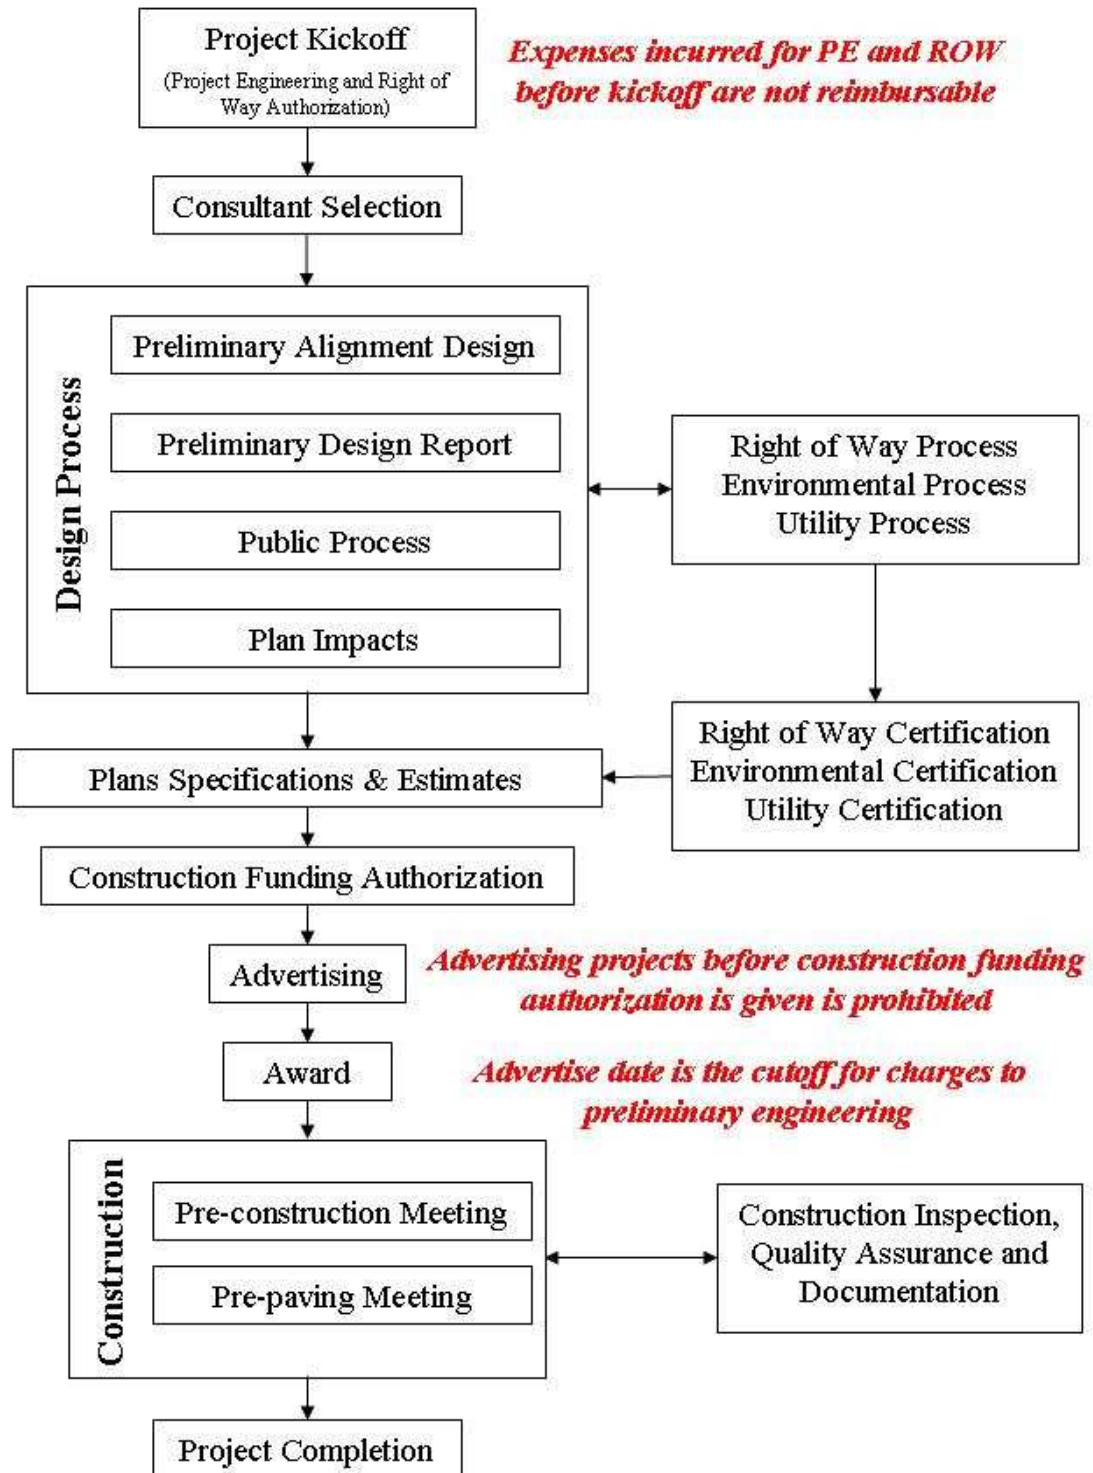 Project Kickoff
(Project Engineering and Right of
Way Authorization)
Expenses incurred for PE and ROW
before kickoff are not reimbursable
Consultant Selection
Design Process
Preliminary Alignment Design
Preliminary Design Report
Public Process
Plan Impacts
Right of Way Process
Environmental Process
Utility Process
Right of Way Certification
Environmental Certification
Utility Certification
Plans Specifications & Estimates
Construction Funding Authorization
Advertising
Advertising projects before construction funding
authorization is given is prohibited
Award
Advertise date is the cutoff for charges to
preliminary engineering
Construction
Pre-construction Meeting
Pre-paving Meeting
Construction Inspection,
Quality Assurance and
Documentation
Project Completion